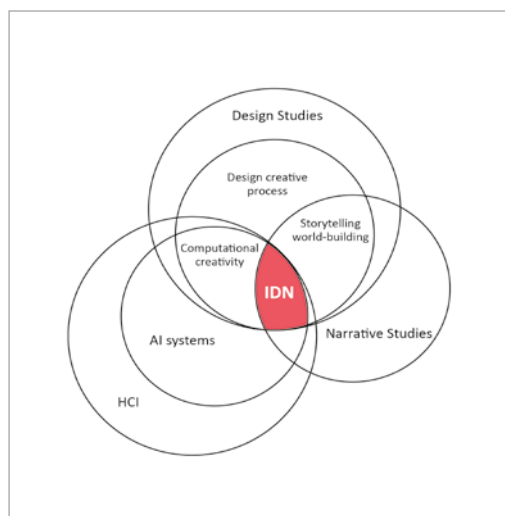 Design Studies
Design creative
process
Storytelling
world-building
Computational
creativity
IDN
AI systems
Narrative Studies
HCI